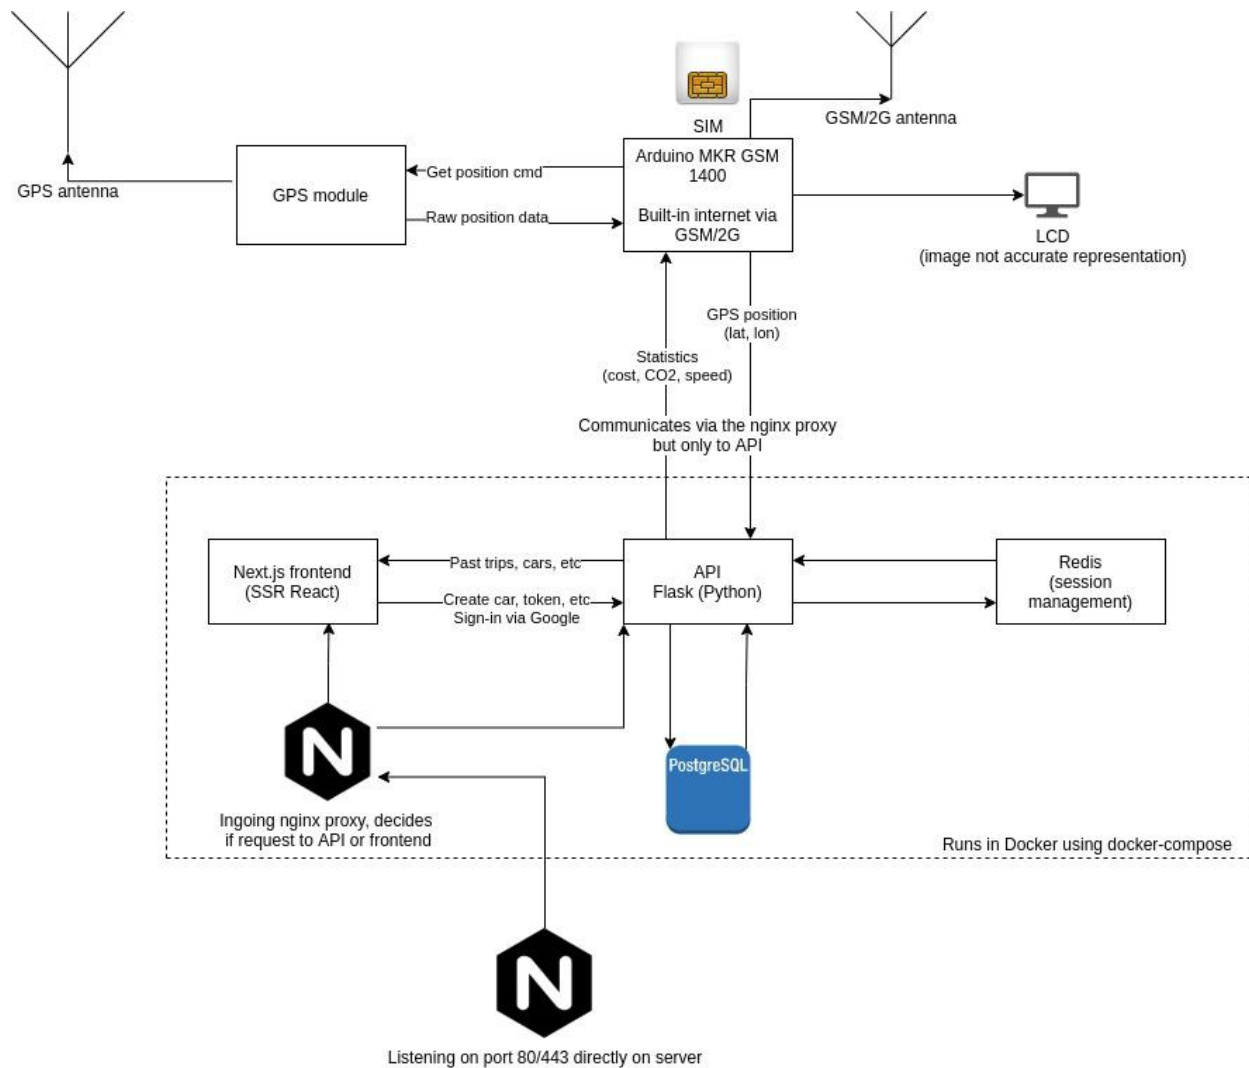 SIM
GSM/2G antenna
GPS antenna
GPS module
Get position cmd
Raw position data
Arduino MKR GSM
1400
Built-in internet via
GSM/2G
LCD
(image not accurate representation)
GPS position
(lat, lon)
Statistics
(cost, CO2, speed)
Communicates via the nginx proxy
but only to API
Next.js frontend
(SSR React)
Past trips, cars, etc
Create car, token, etc
Sign-in via Google
API
Flask (Python)
Redis
(session
management)
N
PostgreSQL
Ingoing nginx proxy, decides
if request to API or frontend
Runs in Docker using docker-compose
N
Listening on port 80/443 directly on server